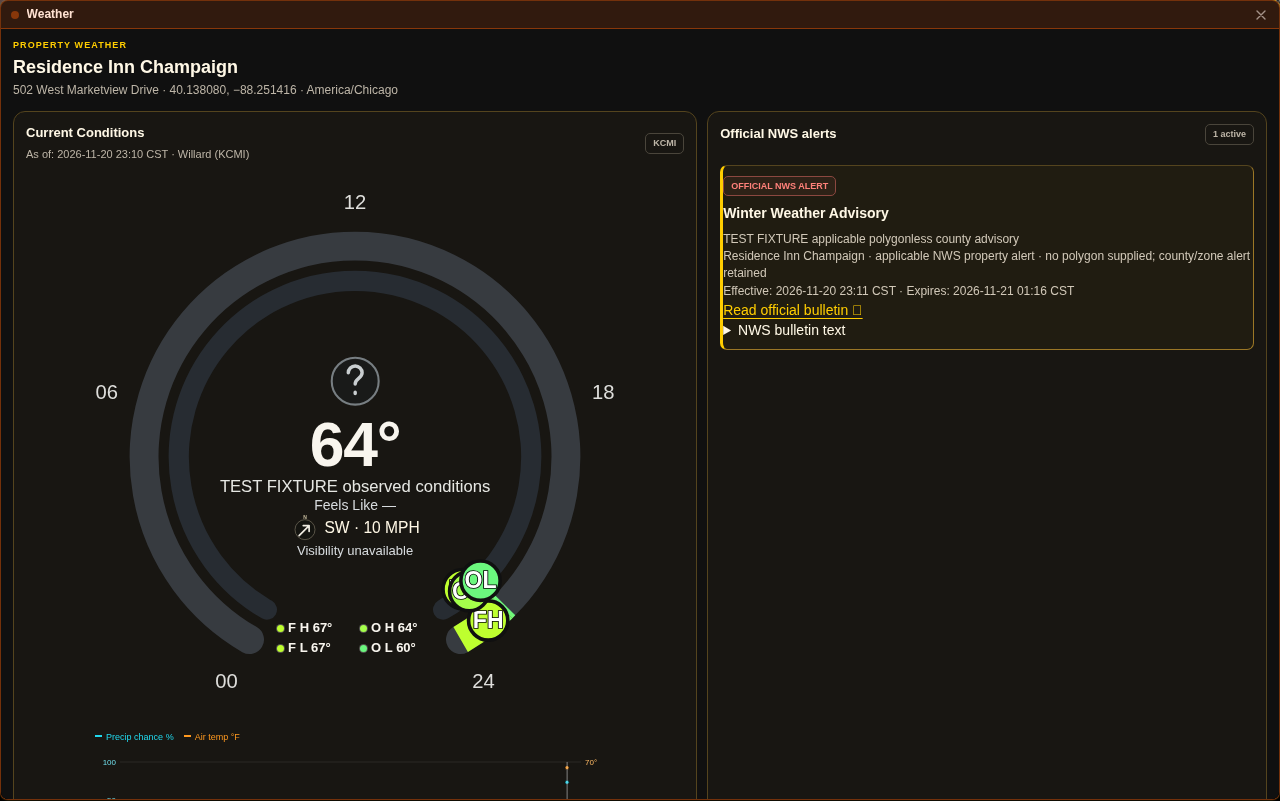 Weather
PROPERTY WEATHER
Residence Inn Champaign
502 West Marketview Drive · 40.138080, −88.251416 · America/Chicago
Current Conditions
As of: 2026-11-20 23:10 CST · Willard (KCMI)
KCMI
12
06
18
?
64°
TEST FIXTURE observed conditions
Feels Like —
N
SW · 10 MPH
Visibility unavailable
OL
FH
F H 67°
O H 64°
F L 67°
O L 60°
00
24
Precip chance %
Air temp °F
100
70°
Official NWS alerts
1 active
OFFICIAL NWS ALERT
Winter Weather Advisory
TEST FIXTURE applicable polygonless county advisory
Residence Inn Champaign · applicable NWS property alert · no polygon supplied; county/zone alert
retained
Effective: 2026-11-20 23:11 CST · Expires: 2026-11-21 01:16 CST
Read official bulletin
NWS bulletin text